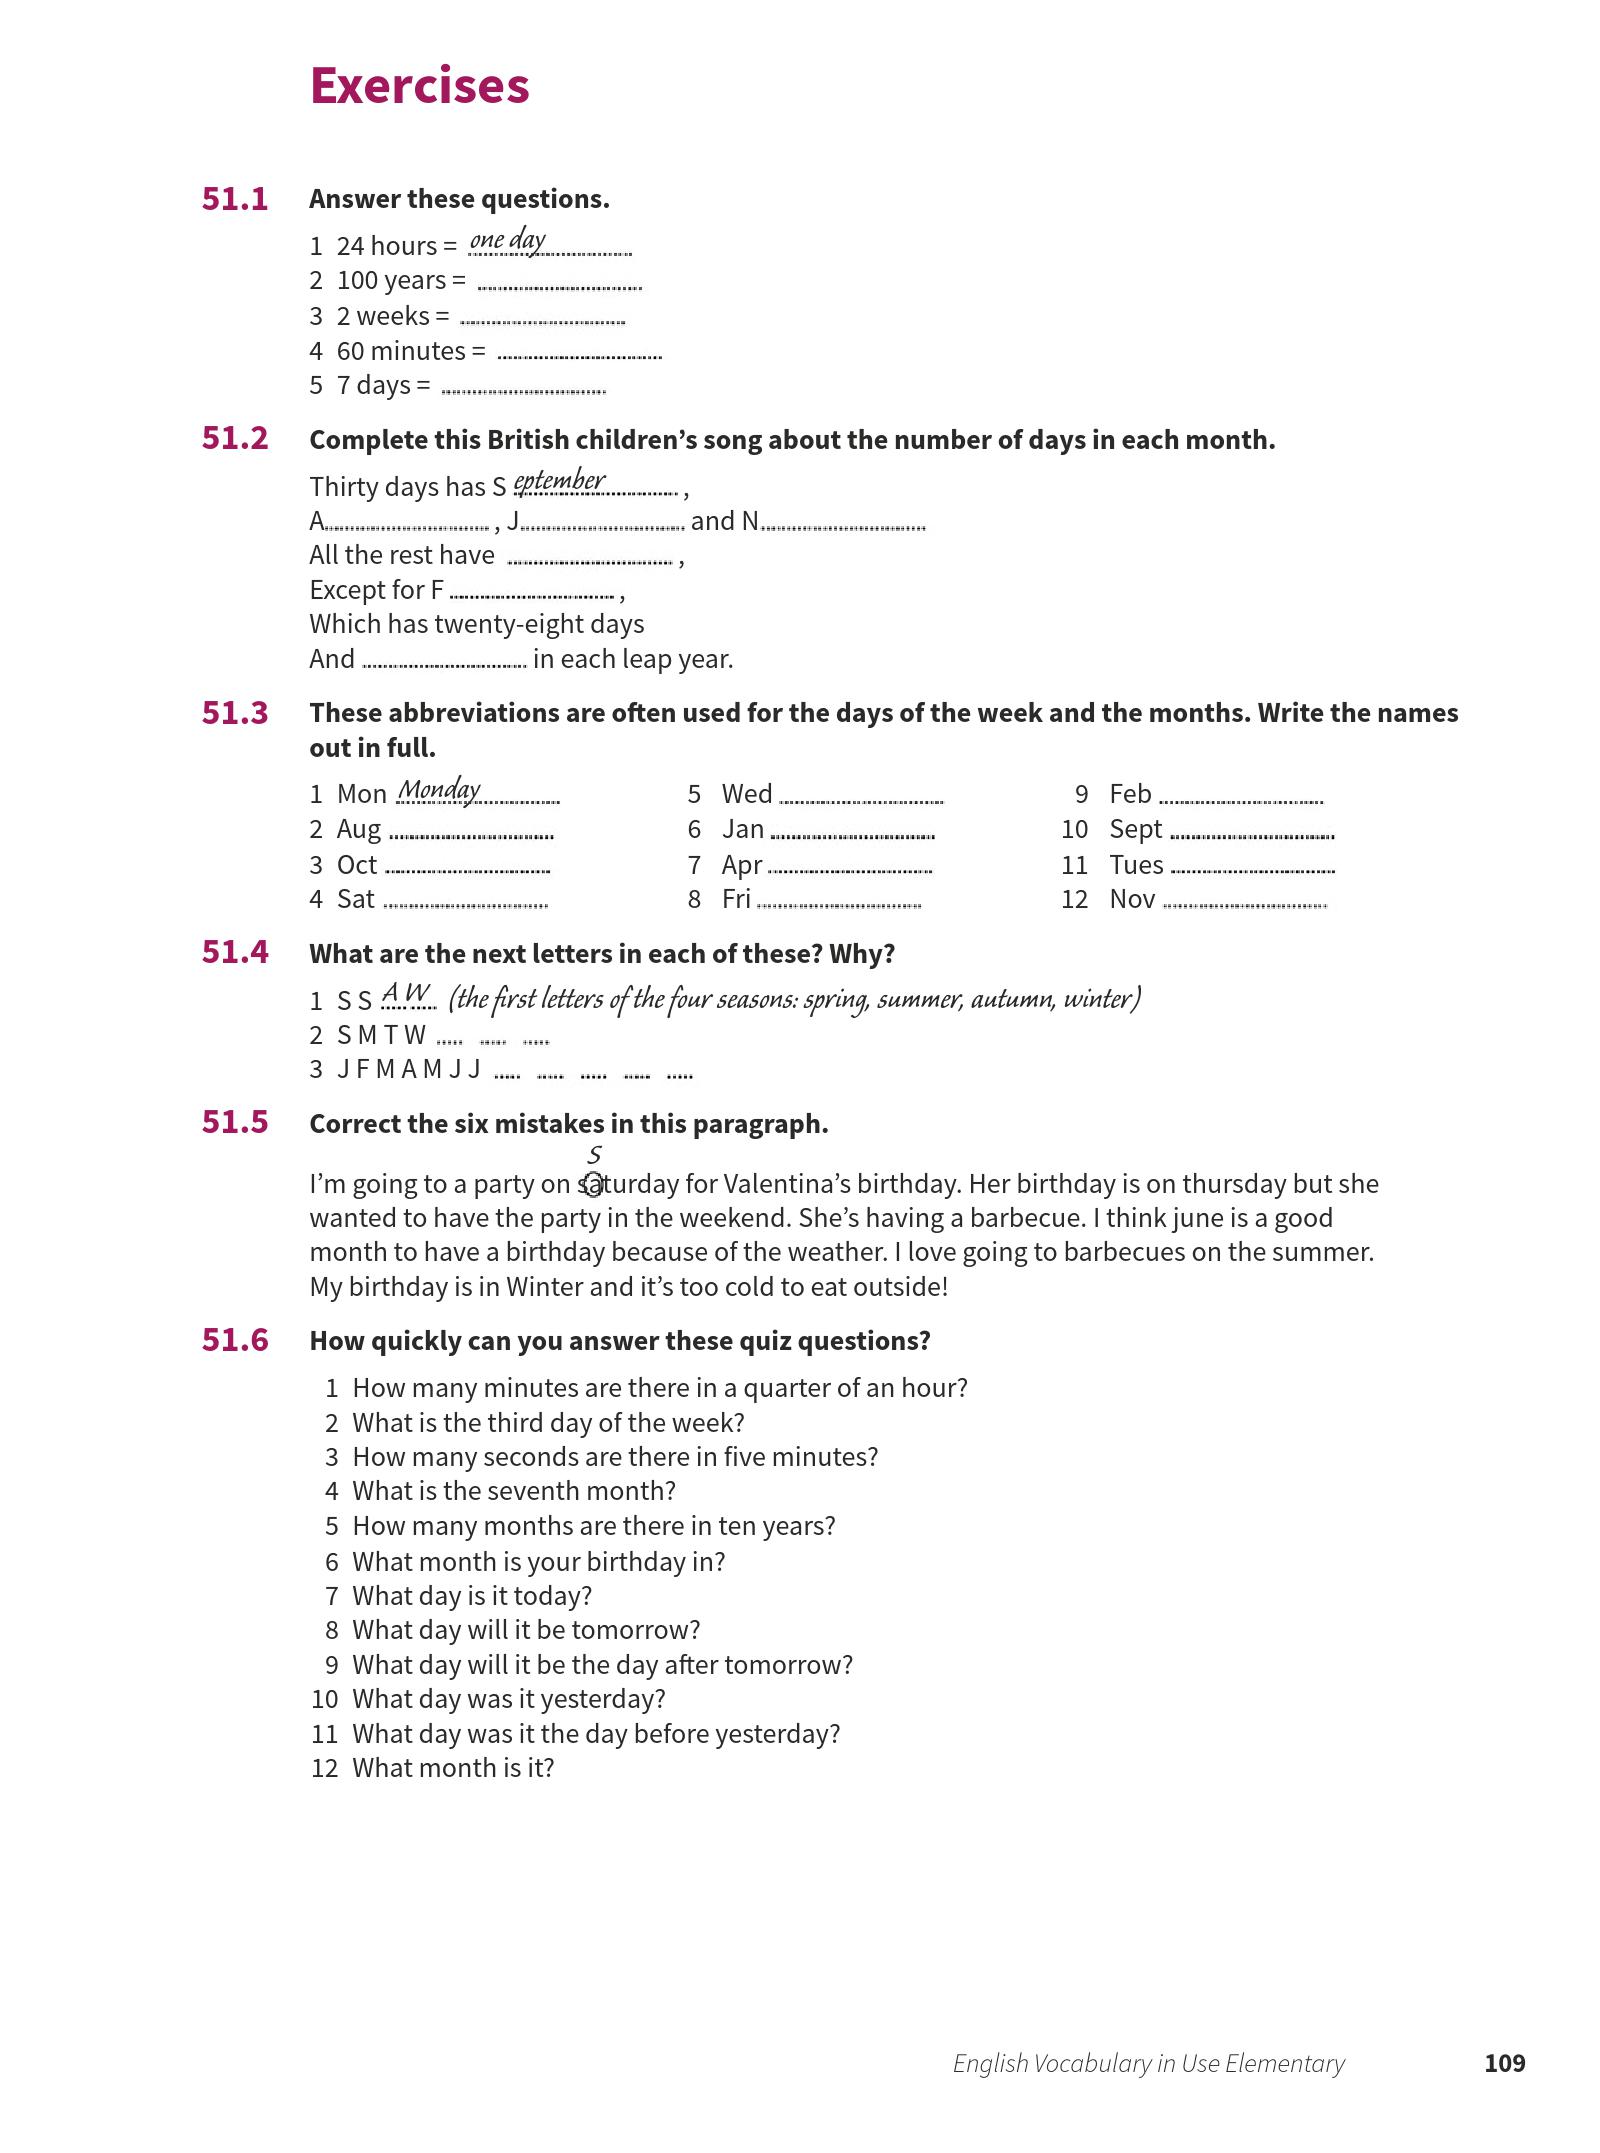 Exercises
51.1 Answer these questions.
1 24 hours = one day
2 100 years =
3 2 weeks =
4 60 minutes =
5 7 days =
51.2 Complete this British children’s song about the number of days in each month.
Thirty days has S eptember ,
A , J and N
All the rest have ,
Except for F ,
Which has twenty-eight days
And in each leap year.
51.3 These abbreviations are often used for the days of the week and the months. Write the names
out in full.
1 Mon Monday 5 Wed 9 Feb
2 Aug 6 Jan 10 Sept
3 Oct 7 Apr 11 Tues
4 Sat 8 Fri 12 Nov
51.4 What are the next letters in each of these? Why?
1 S S A W (the first letters of the four seasons: spring, summer, autumn, winter)
2 S M T W
3 J F M A M J J
51.5 Correct the six mistakes in this paragraph.
S
I’m going to a party on saturday for Valentina’s birthday. Her birthday is on thursday but she
wanted to have the party in the weekend. She’s having a barbecue. I think june is a good
month to have a birthday because of the weather. I love going to barbecues on the summer.
My birthday is in Winter and it’s too cold to eat outside!
51.6 How quickly can you answer these quiz questions?
1 How many minutes are there in a quarter of an hour?
2 What is the third day of the week?
3 How many seconds are there in five minutes?
4 What is the seventh month?
5 How many months are there in ten years?
6 What month is your birthday in?
7 What day is it today?
8 What day will it be tomorrow?
9 What day will it be the day after tomorrow?
10 What day was it yesterday?
11 What day was it the day before yesterday?
12 What month is it?
English Vocabulary in Use Elementary 109